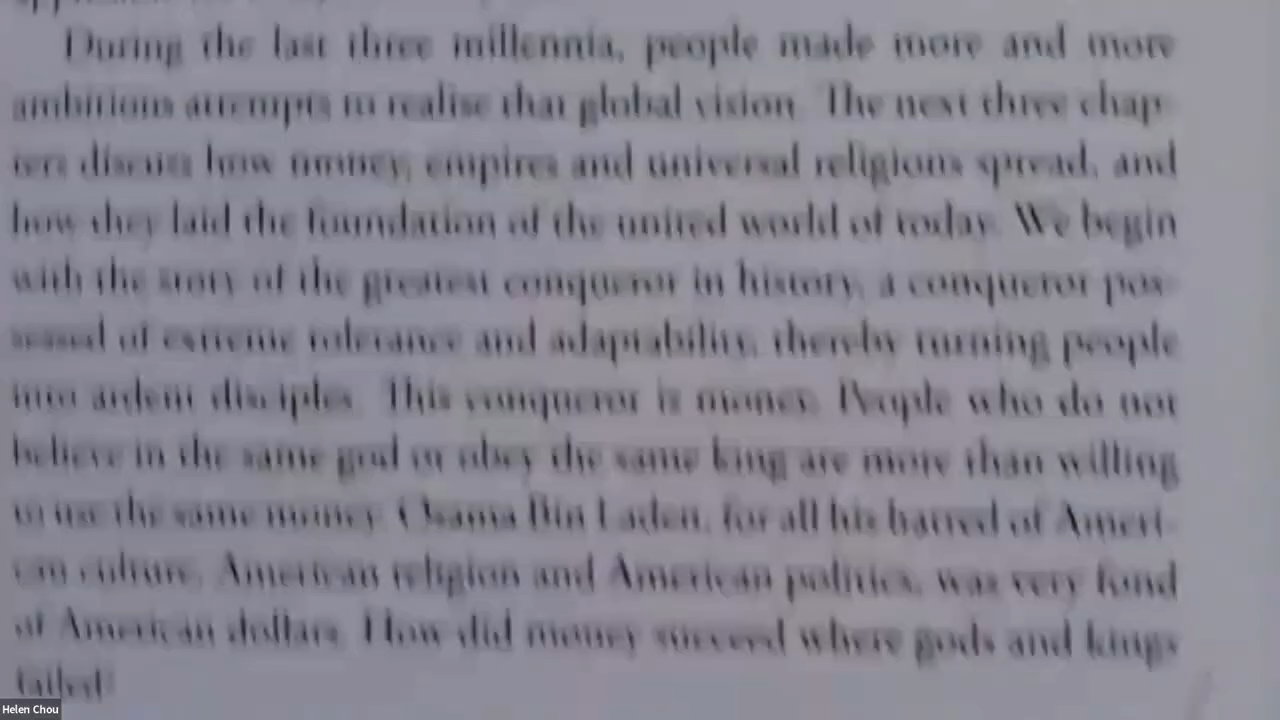 During the last three millennia, people made more and more
ambitious attempts to realise that global vision. The next three chap-
ters discuss how money, empires and universal religions spread, and
how they laid the foundation of the united world of today. We begin
with the story of the greatest conqueror in history, a conqueror pos-
sessed of extreme tolerance and adaptability, thereby turning people
into ardent disciples. This conqueror is money. People who do not
believe in the same god or obey the same king are more than willing
to use the same money. Osama Bin Laden, for all his hatred of Ameri-
can culture, American religion and American politics, was very fond
of American dollars. How did money succeed where gods and kings
failed?
Helen Chou